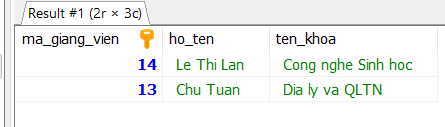 Result #1 (2r × 3c)
ma_giang_vien ho_ten ten_khoa
14 Le Thi Lan Cong nghe Sinh hoc
13 Chu Tuan Dia ly va QLTN